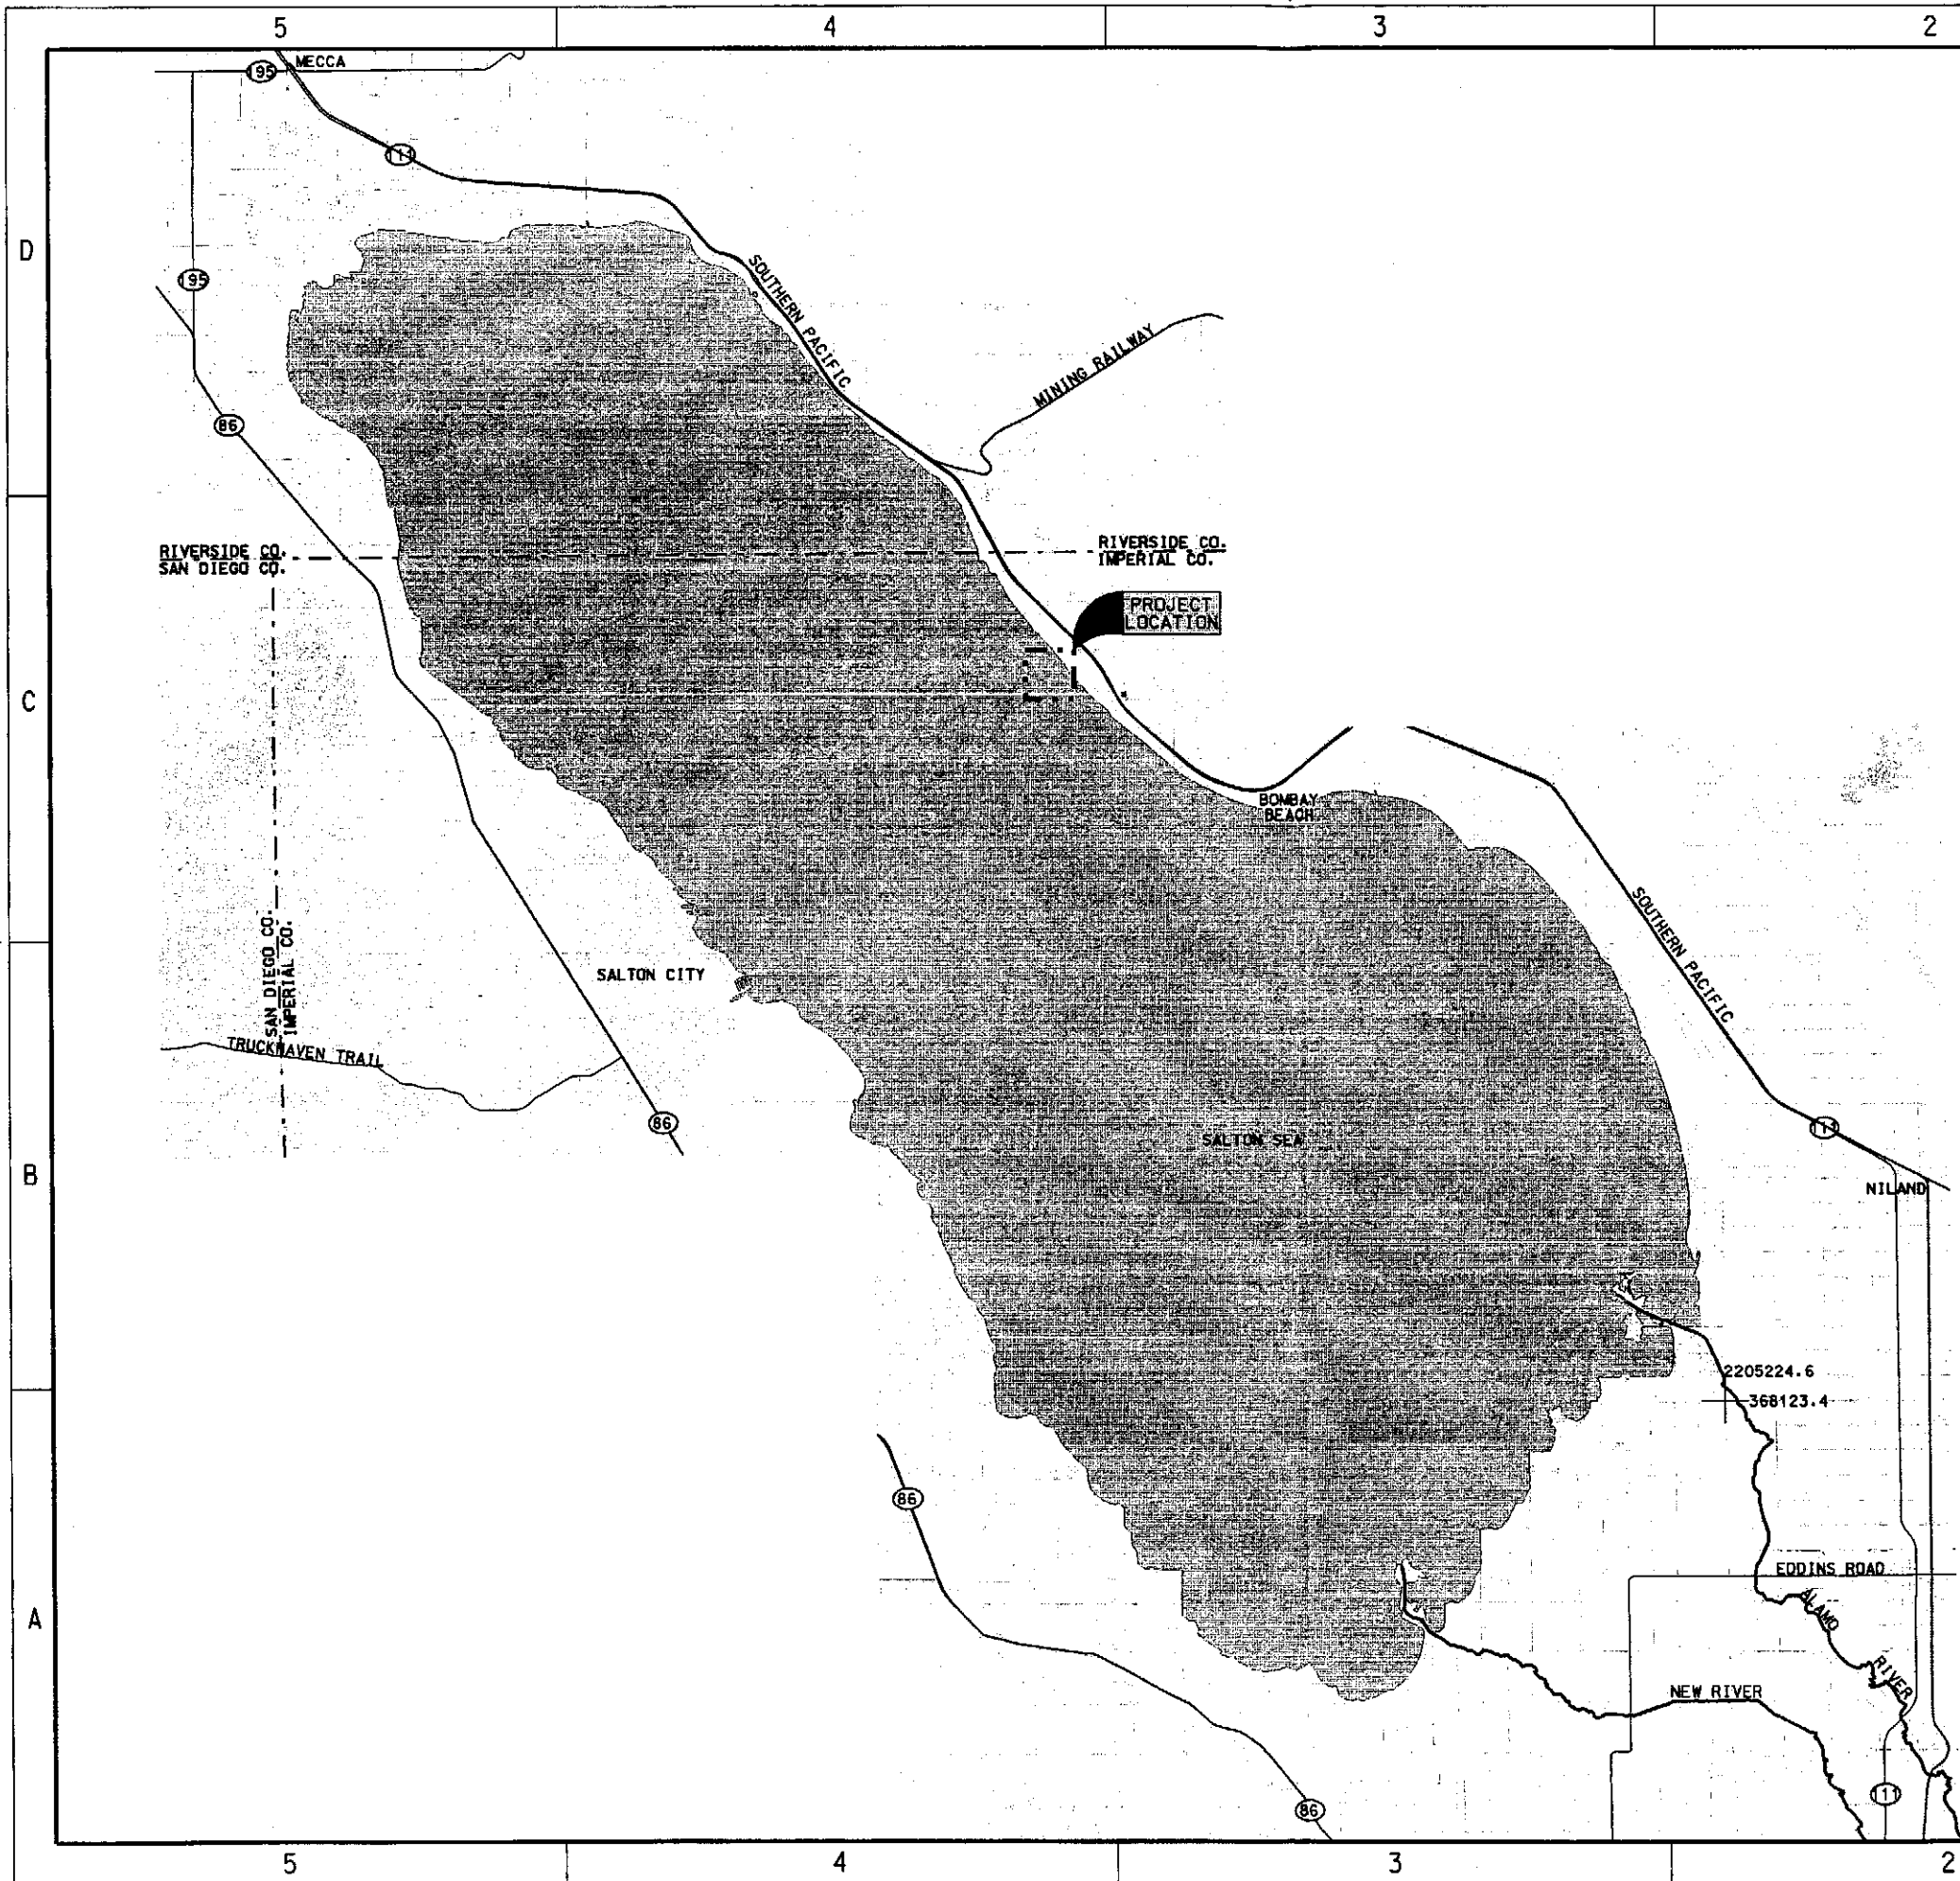 5 4 3 2
MECCA
195
111
D
195
SOUTHERN PACIFIC
MINING RAILWAY
86
RIVERSIDE CO.
SAN DIEGO CO.
RIVERSIDE CO.
IMPERIAL CO.
PROJECT
LOCATION
C
BOMBAY
BEACH
SOUTHERN PACIFIC
SAN DIEGO CO.
IMPERIAL CO.
SALTON CITY
TRUCKHAVEN TRAIL
86
SALTON SEA
111
B
NILAND
2205224.6
368123.4
86
EDDINS ROAD
A
ALAMO RIVER
NEW RIVER
111
86
5 4 3 2